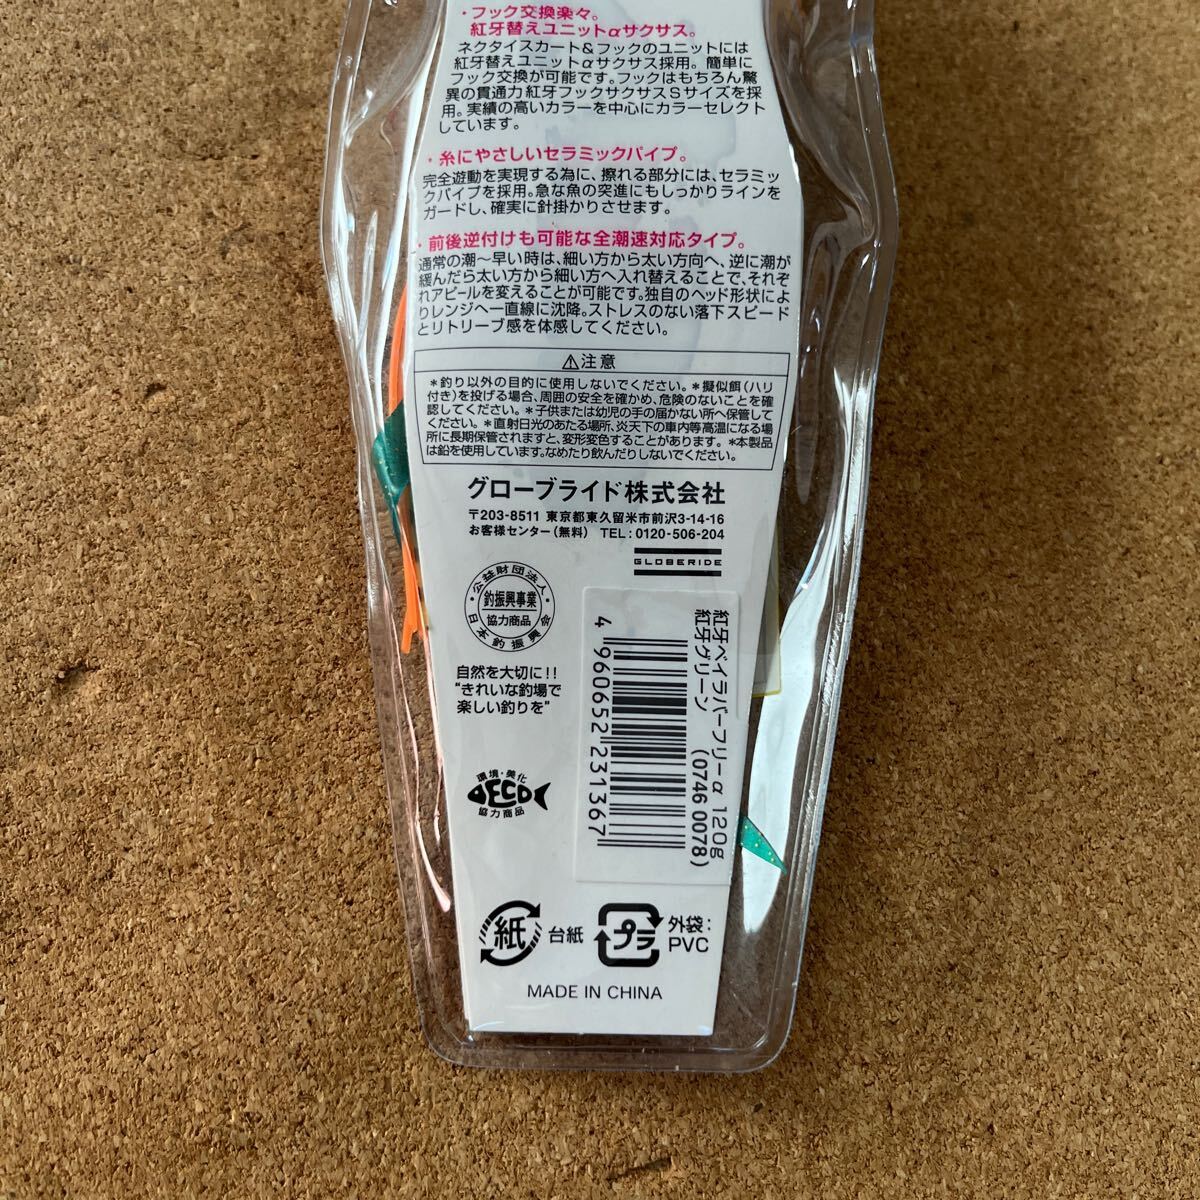 ・フック交換楽々。
紅牙替えユニットαサクサス。
ネクタイスカート&フックのユニットには
紅牙替えユニットαサクサス採用。簡単に
フック交換が可能です。フックはもちろん驚
異の貫通力 紅牙フックサクサスSサイズを採
用。実績の高いカラーを中心にカラーセレクト
しています。
・糸にやさしいセラミックパイプ。
完全遊動を実現する為に、擦れる部分には、セラミッ
クパイプを採用。急な魚の突進にもしっかりラインを
ガードし、確実に針掛かりさせます。
・前後逆付けも可能な全潮速対応タイプ。
通常の潮〜早い時は、細い方から太い方向へ、逆に潮が
緩んだら太い方から細い方へ入れ替えることで、それぞ
れアピールを変えることが可能です。独自のヘッド形状によ
りレンジへ一直線に沈降。ストレスのない落下スピード
とリトリーブ感を体感してください。
⚠注意
*釣り以外の目的に使用しないでください。*擬似餌(ハリ
付き)を投げる場合、周囲の安全を確かめ、危険のないことを確
認してください。*子供または幼児の手の届かない所へ保管して
ください。*直射日光のあたる場所、炎天下の車内等高温になる場
所に長期保管されますと、変形変色することがあります。*本製品
は鉛を使用しています。なめたり飲んだりしないでください。
グローブライド株式会社
〒203-8511 東京都東久留米市前沢3-14-16
お客様センター(無料) TEL:0120-506-204
GLOBERIDE
公益財団法人
釣振興事業
協力商品
日本釣振興会
自然を大切に!!
"きれいな釣場で
楽しい釣りを"
環境・美化
DECO
協力商品
紅牙ベイラバーフリーα 120g
紅牙グリーン (0746 0078)
4 960652 231367
紙 台紙
プラ 外袋:
PVC
MADE IN CHINA